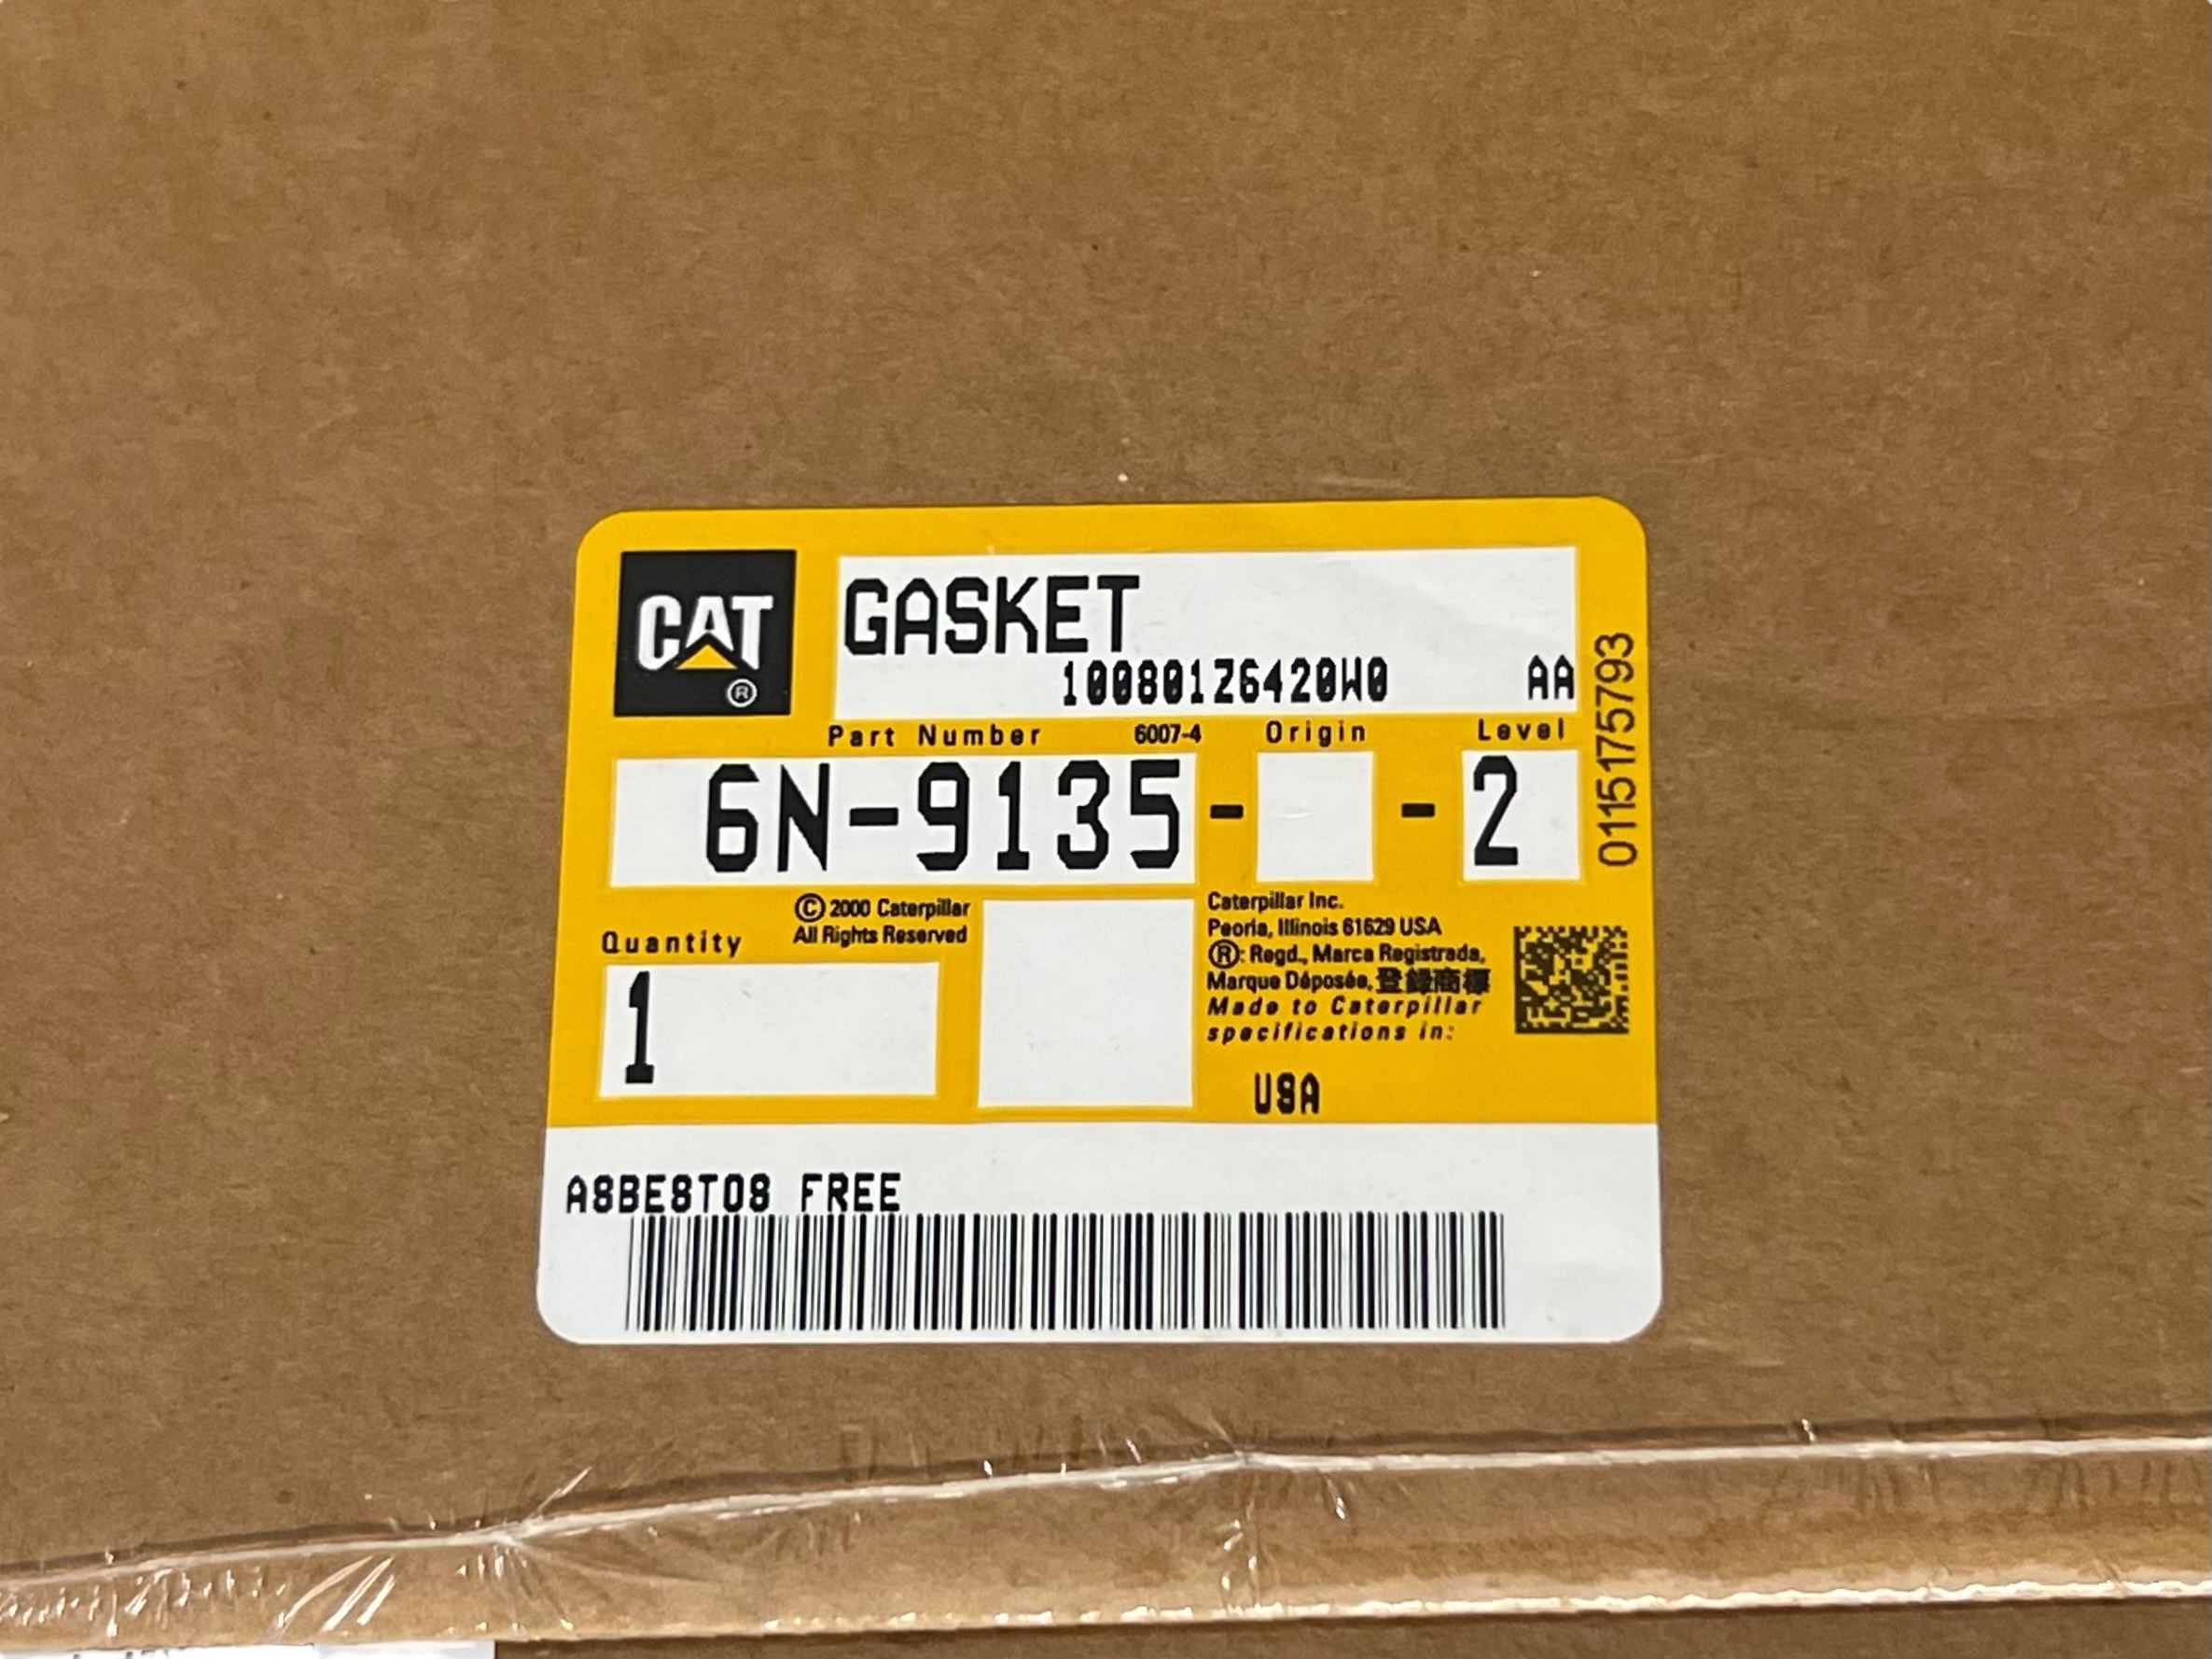 CAT ®
GASKET
100801Z6420W0 AA
Part Number 6007-4 Origin Level
6N-9135- -2
0115175793
© 2000 Caterpillar
All Rights Reserved
Quantity
1
Caterpillar Inc.
Peoria, Illinois 61629 USA
®: Regd., Marca Registrada,
Marque Déposée, 登録商標
Made to Caterpillar
specifications in:
USA
ASBESTOS FREE